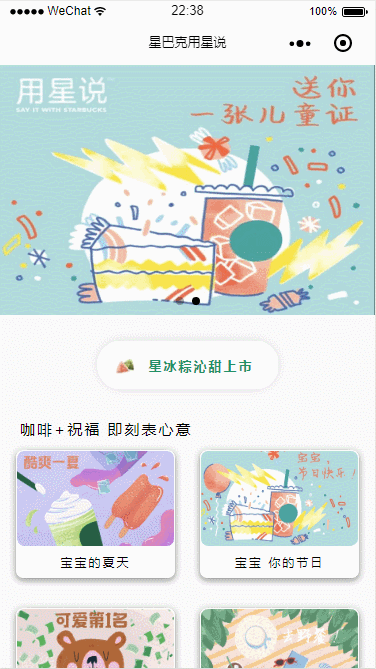 WeChat
22:38
100%
星巴克用星说
用星说
SAY IT WITH STARBUCKS
送你
一张儿童证
星冰粽沁甜上市
咖啡+祝福 即刻表心意
酷爽一夏
宝宝
节日快乐！
宝宝的夏天
宝宝 你的节日
可爱第1名